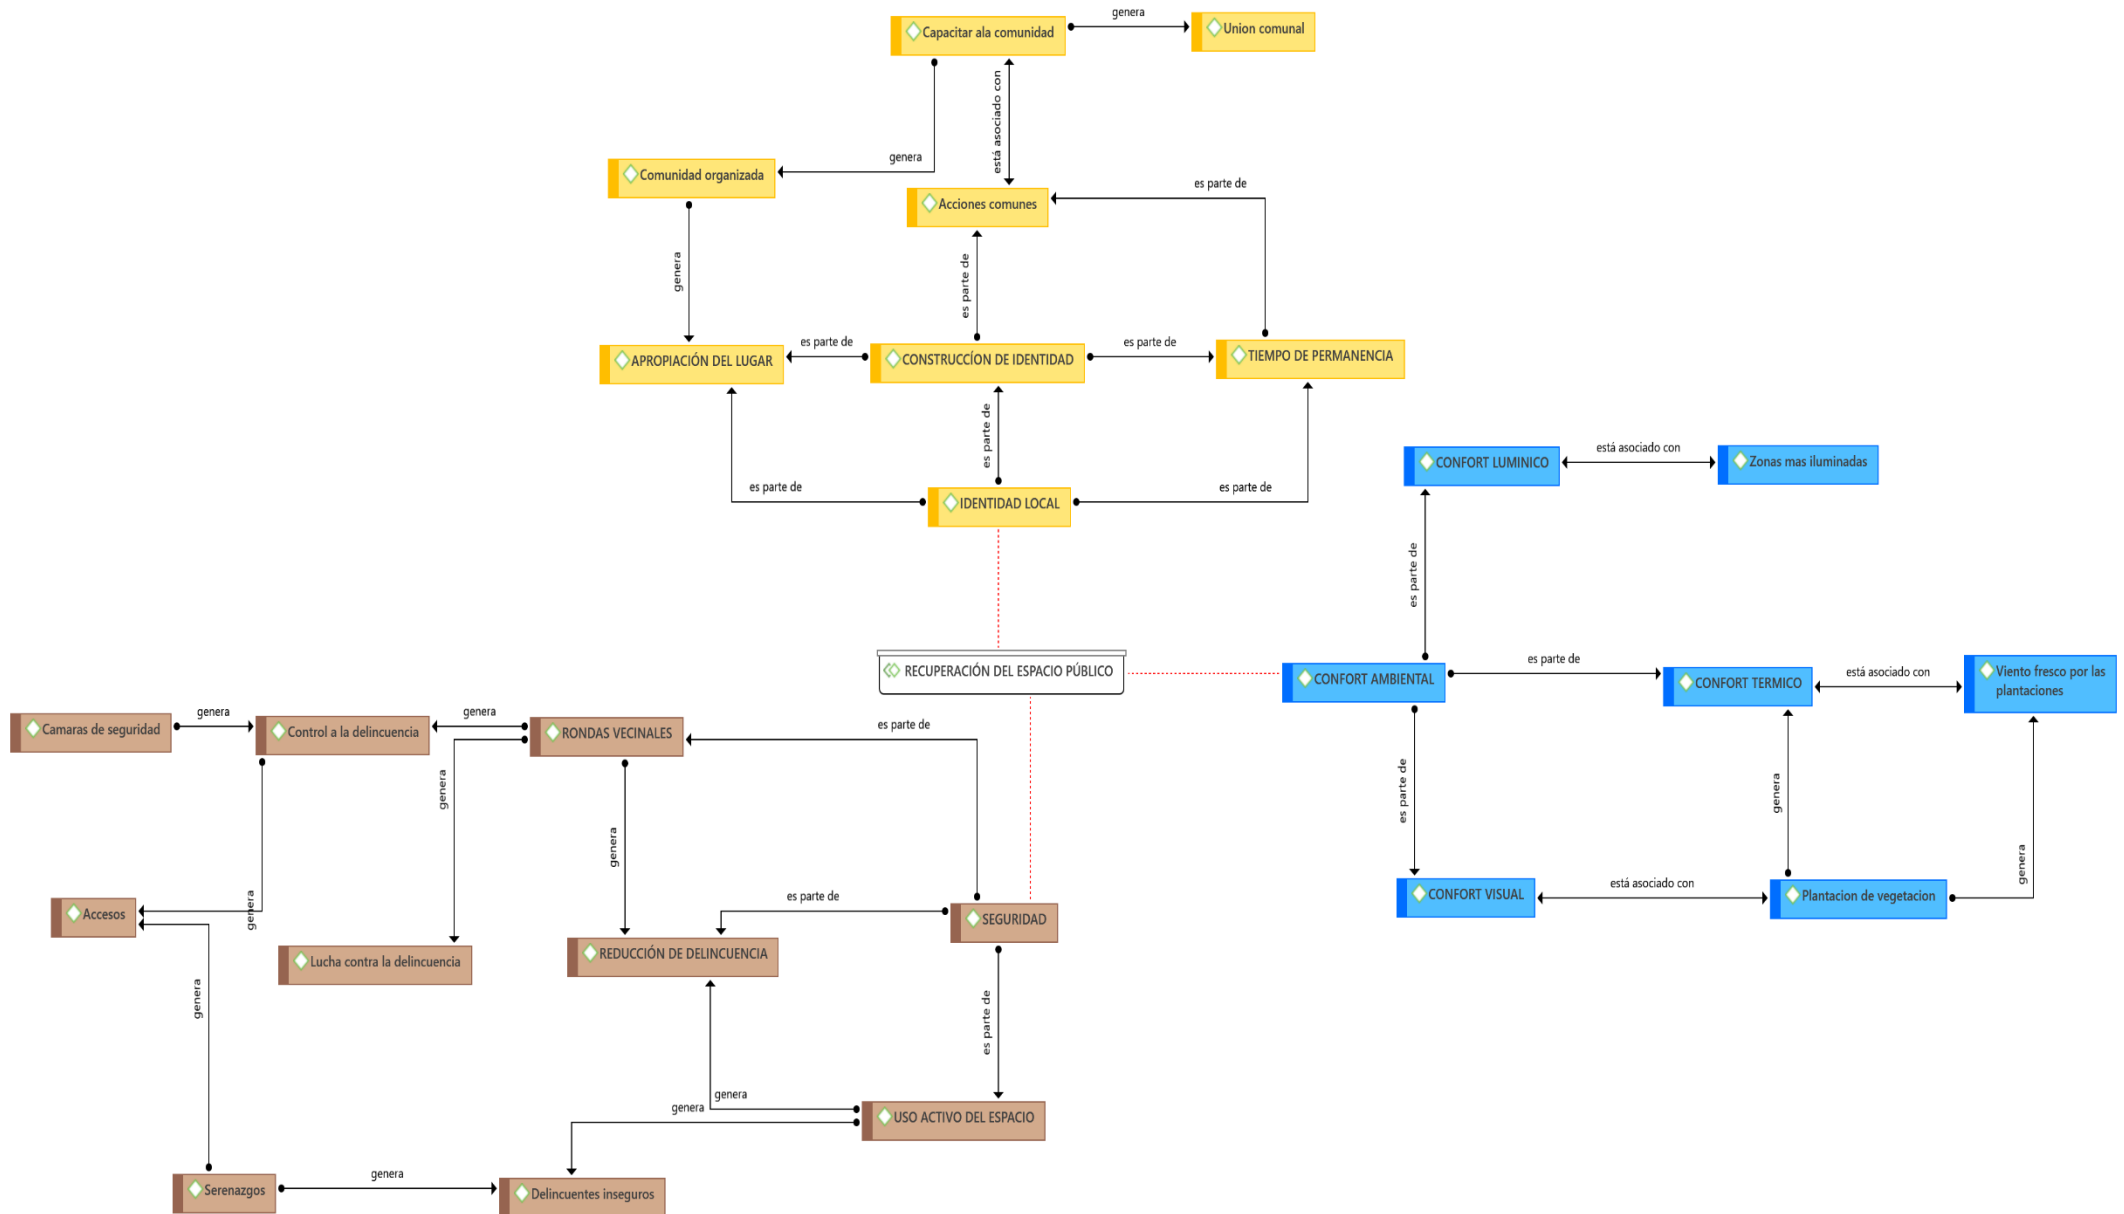 genera
Capacitar ala comunidad
Union comunal
está asociado con
genera
Comunidad organizada
es parte de
Acciones comunes
genera
es parte de
es parte de
es parte de
APROPIACIÓN DEL LUGAR
CONSTRUCCÍON DE IDENTIDAD
TIEMPO DE PERMANENCIA
es parte de
es parte de
es parte de
IDENTIDAD LOCAL
CONFORT LUMINICO
está asociado con
Zonas mas iluminadas
es parte de
RECUPERACIÓN DEL ESPACIO PÚBLICO
CONFORT AMBIENTAL
es parte de
CONFORT TERMICO
está asociado con
Viento fresco por las
plantaciones
Camaras de seguridad
genera
Control a la delincuencia
genera
RONDAS VECINALES
es parte de
genera
genera
es parte de
genera
genera
CONFORT VISUAL
está asociado con
Plantacion de vegetacion
Accesos
genera
es parte de
SEGURIDAD
Lucha contra la delincuencia
REDUCCIÓN DE DELINCUENCIA
genera
es parte de
genera
genera
USO ACTIVO DEL ESPACIO
Serenazgos
genera
Delincuentes inseguros